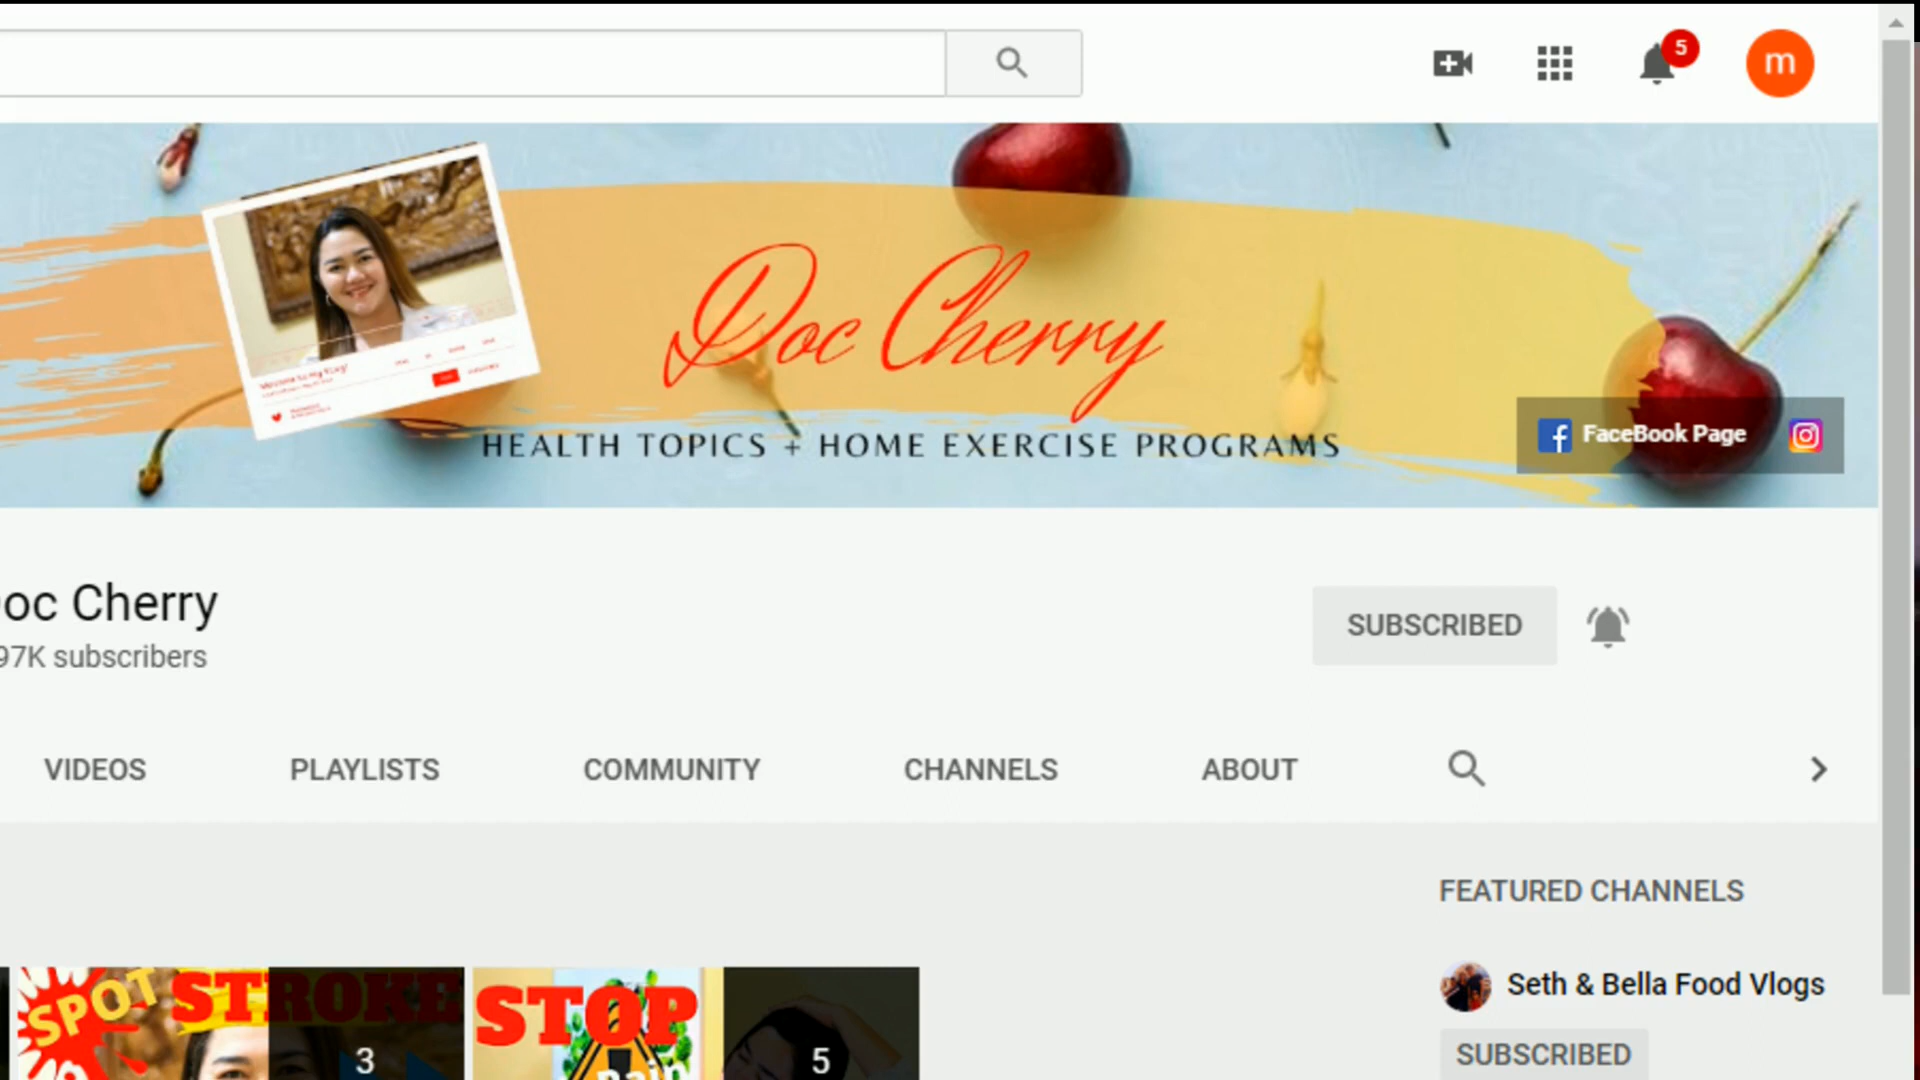 5
m
Doc Cherry
HEALTH TOPICS + HOME EXERCISE PROGRAMS
FaceBook Page
oc Cherry
97K subscribers
SUBSCRIBED
VIDEOS
PLAYLISTS
COMMUNITY
CHANNELS
ABOUT
FEATURED CHANNELS
Seth & Bella Food Vlogs
SUBSCRIBED
SPOT STROKE
3
STOP
Pain
5